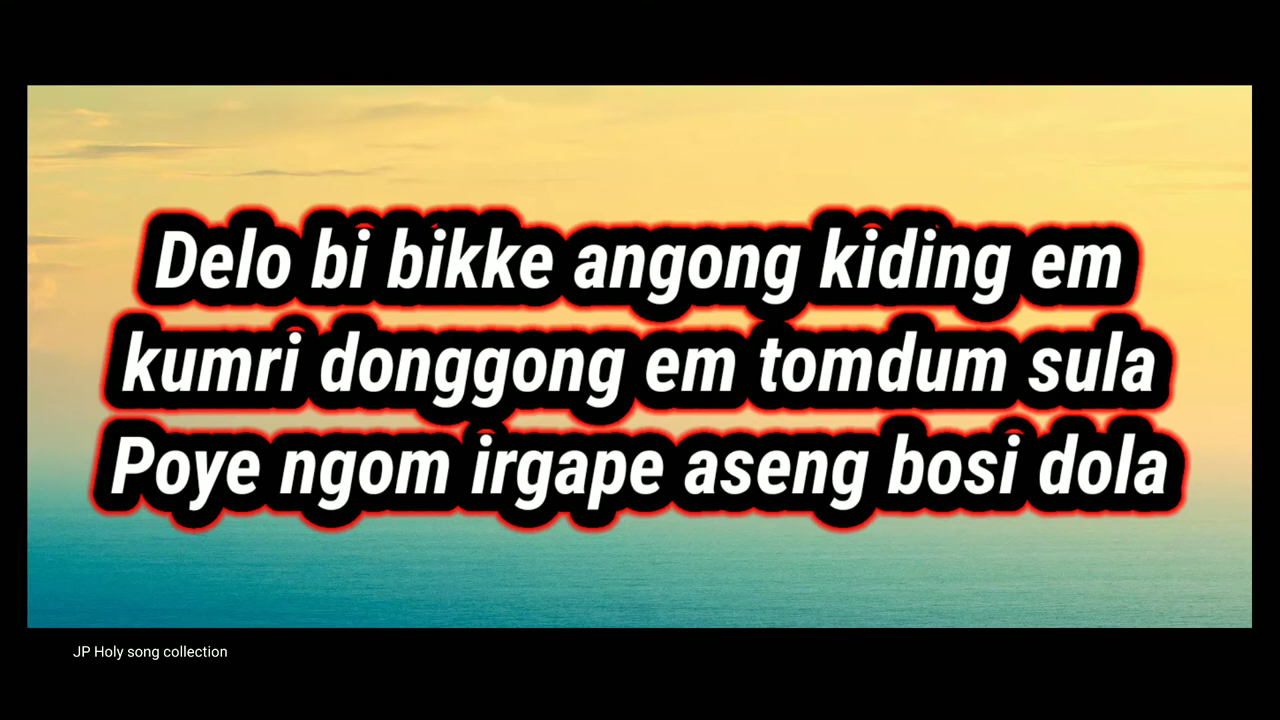 Delo bi bikke angong kiding em
kumri donggong em tomdum sula
Poye ngom irgape aseng bosi dola
JP Holy song collection